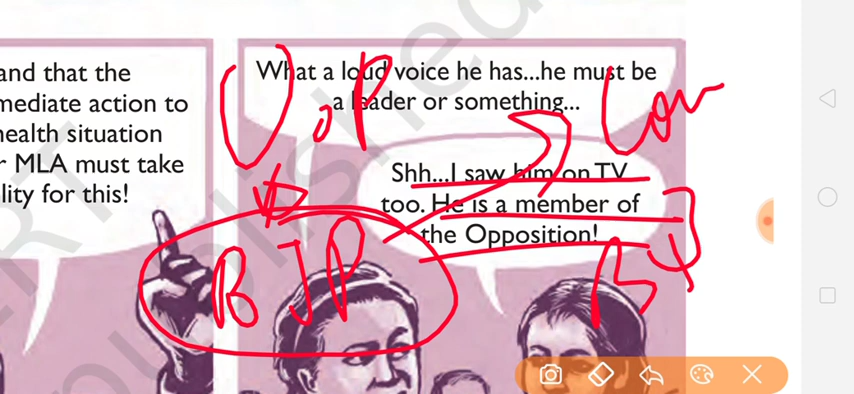 and that the
mediate action to
health situation
r MLA must take
lity for this!
What a loud voice he has...he must be
a leader or something...
Shh...I saw him on TV
too. He is a member of
the Opposition!
U.P
BJP